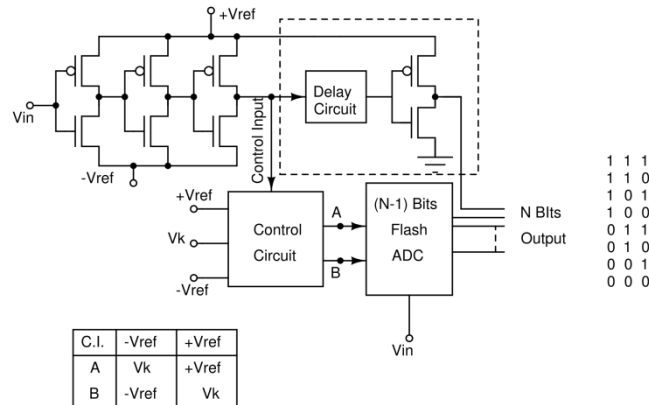 +Vref
Vin
-Vref
Control Input
Delay
Circuit
+Vref
Vk
-Vref
Control
Circuit
A
B
(N-1) Bits
Flash
ADC
Vin
N BIts
Output
1 1 1
1 1 0
1 0 1
1 0 0
0 1 1
0 1 0
0 0 1
0 0 0
C.I. -Vref +Vref
A Vk +Vref
B -Vref Vk